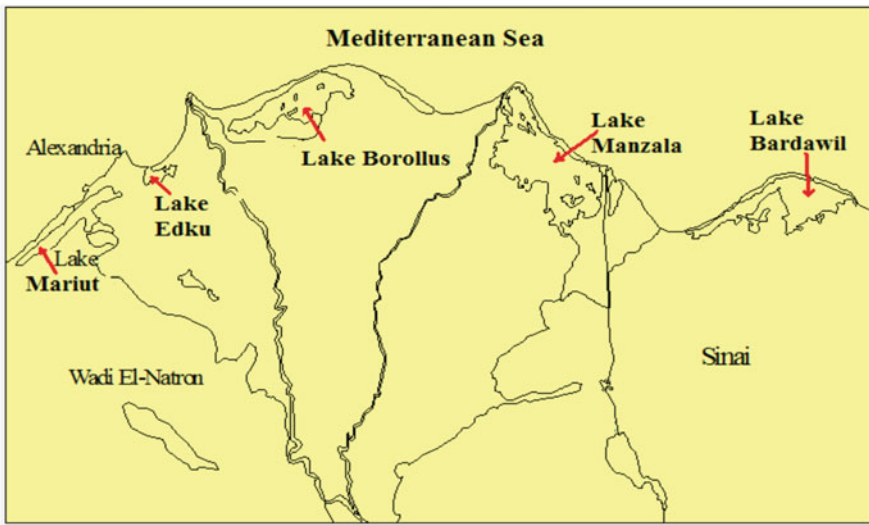 Mediterranean Sea
Alexandria
Lake Borollus
Lake
Manzala
Lake
Bardawil
Lake
Edku
Lake
Mariut
Wadi El-Natron
Sinai